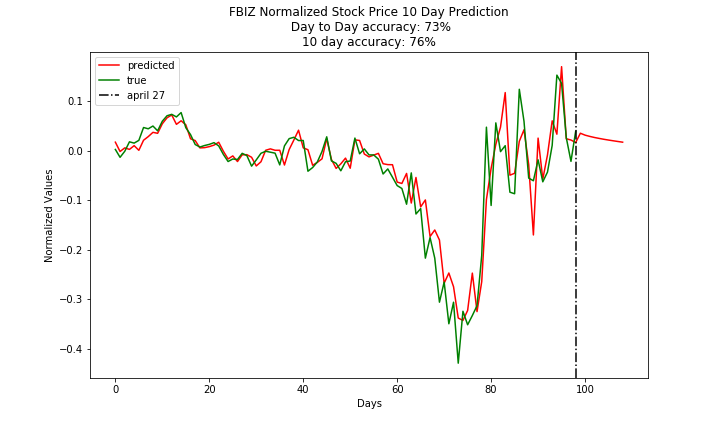 FBIZ Normalized Stock Price 10 Day Prediction
Day to Day accuracy: 73%
10 day accuracy: 76%
predicted
true
april 27
0.1
0.0
−0.1
−0.2
−0.3
−0.4
Normalized Values
0 20 40 60 80 100
Days